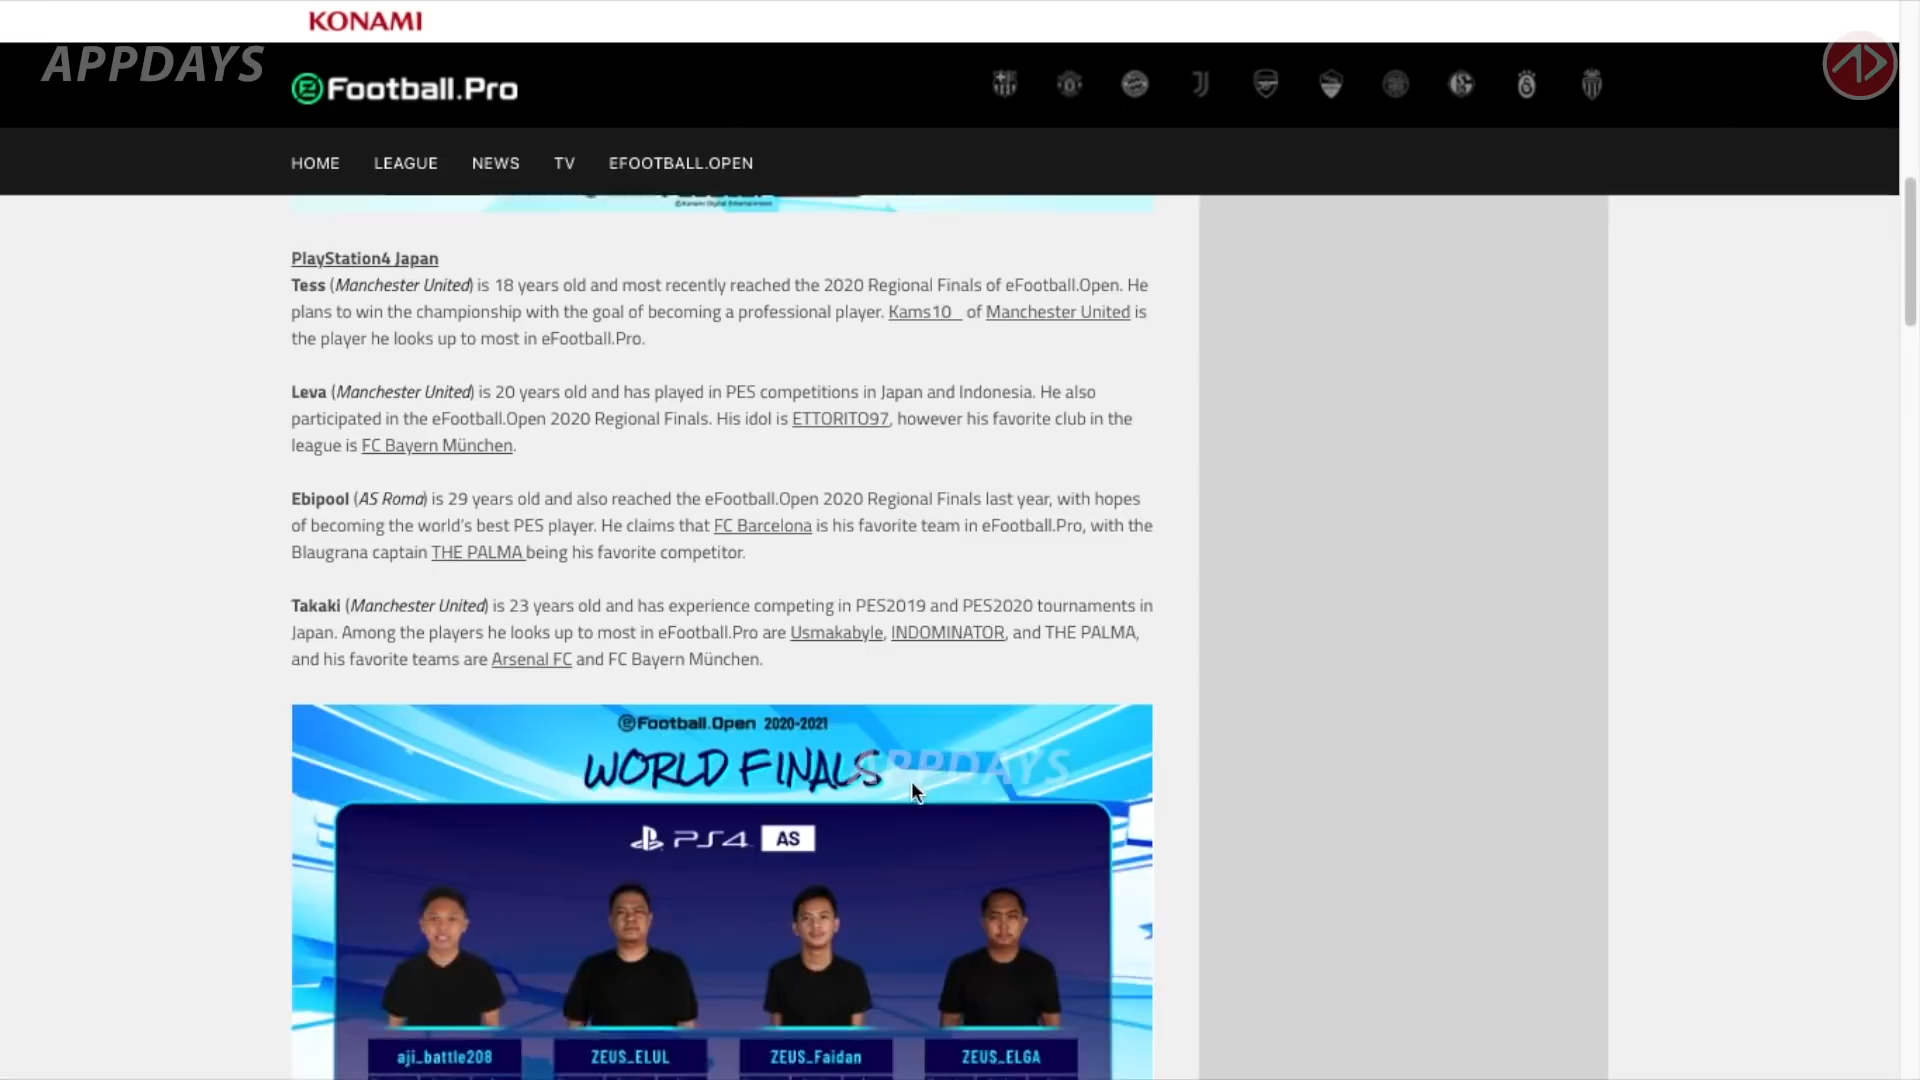 KONAMI
APPDAYS
eFootball.Pro
HOME LEAGUE NEWS TV EFOOTBALL.OPEN
©Konami Digital Entertainment
PlayStation4 Japan
Tess (Manchester United) is 18 years old and most recently reached the 2020 Regional Finals of eFootball.Open. He
plans to win the championship with the goal of becoming a professional player. Kams10_ of Manchester United is
the player he looks up to most in eFootball.Pro.
Leva (Manchester United) is 20 years old and has played in PES competitions in Japan and Indonesia. He also
participated in the eFootball.Open 2020 Regional Finals. His idol is ETTORITO97, however his favorite club in the
league is FC Bayern München.
Ebipool (AS Roma) is 29 years old and also reached the eFootball.Open 2020 Regional Finals last year, with hopes
of becoming the world's best PES player. He claims that FC Barcelona is his favorite team in eFootball.Pro, with the
Blaugrana captain THE PALMA being his favorite competitor.
Takaki (Manchester United) is 23 years old and has experience competing in PES2019 and PES2020 tournaments in
Japan. Among the players he looks up to most in eFootball.Pro are Usmakabyle, INDOMINATOR, and THE PALMA,
and his favorite teams are Arsenal FC and FC Bayern München.
eFootball.Open 2020-2021
WORLD FINALS
APPDAYS
PS4 AS
aji_battle208 ZEUS_ELUL ZEUS_Faidan ZEUS_ELGA